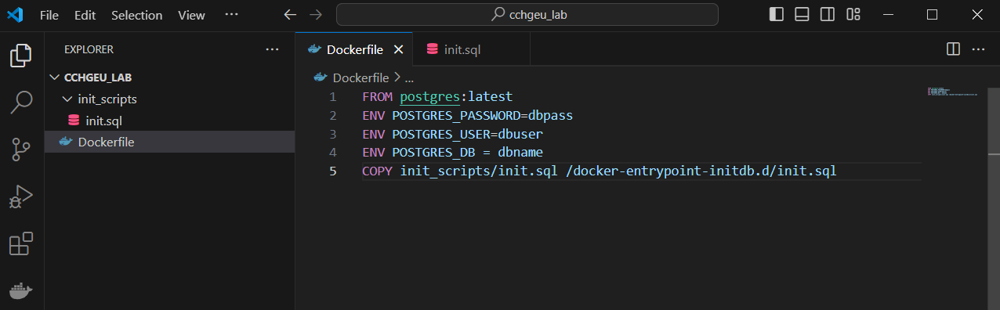 File Edit Selection View ··· cchgeu_lab
EXPLORER ···
CCHGEU_LAB
init_scripts
init.sql
Dockerfile
Dockerfile init.sql ···
Dockerfile > ...
1 FROM postgres:latest
2 ENV POSTGRES_PASSWORD=dbpass
3 ENV POSTGRES_USER=dbuser
4 ENV POSTGRES_DB = dbname
5 COPY init_scripts/init.sql /docker-entrypoint-initdb.d/init.sql